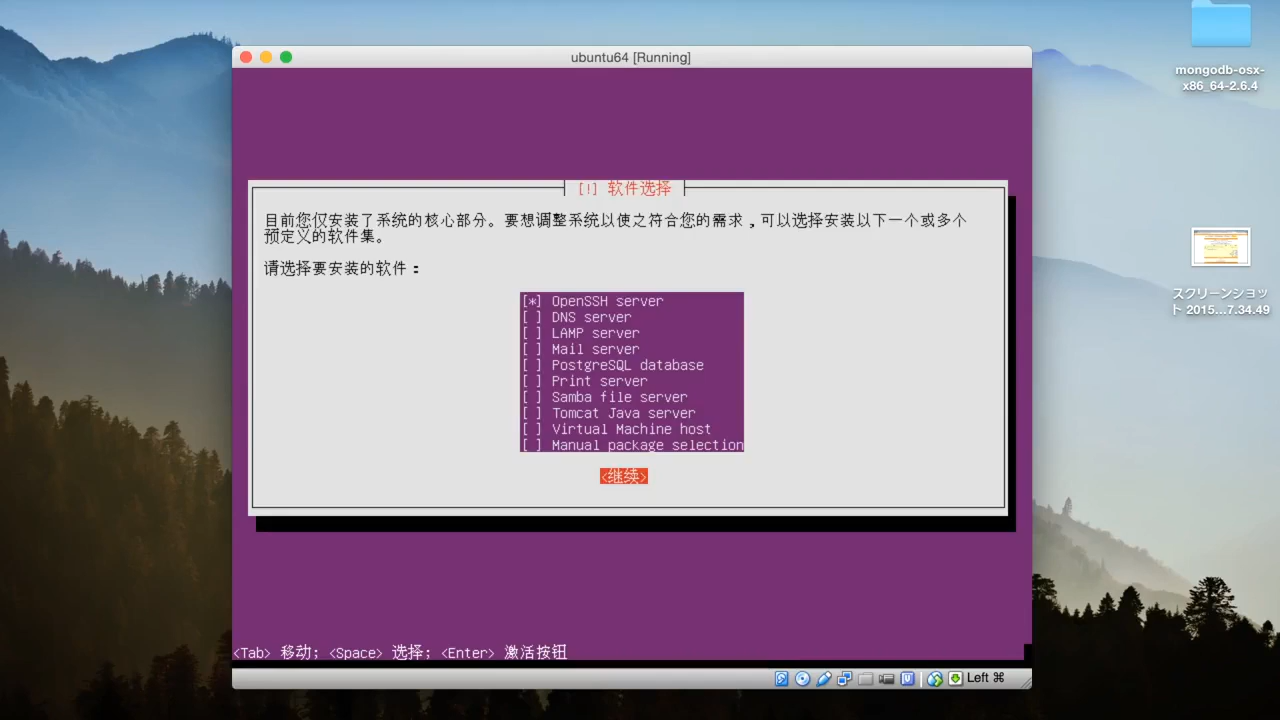 ubuntu64 [Running]
mongodb-osx-
x86_64-2.6.4
[!] 软件选择
目前您仅安装了系统的核心部分。要想调整系统以使之符合您的需求，可以选择安装以下一个或多个
预定义的软件集。
请选择要安装的软件：
[*] OpenSSH server
[ ] DNS server
[ ] LAMP server
[ ] Mail server
[ ] PostgreSQL database
[ ] Print server
[ ] Samba file server
[ ] Tomcat Java server
[ ] Virtual Machine host
[ ] Manual package selection
<继续>
スクリーンショッ
ト 2015...7.34.49
<Tab> 移动; <Space> 选择; <Enter> 激活按钮
Left ⌘